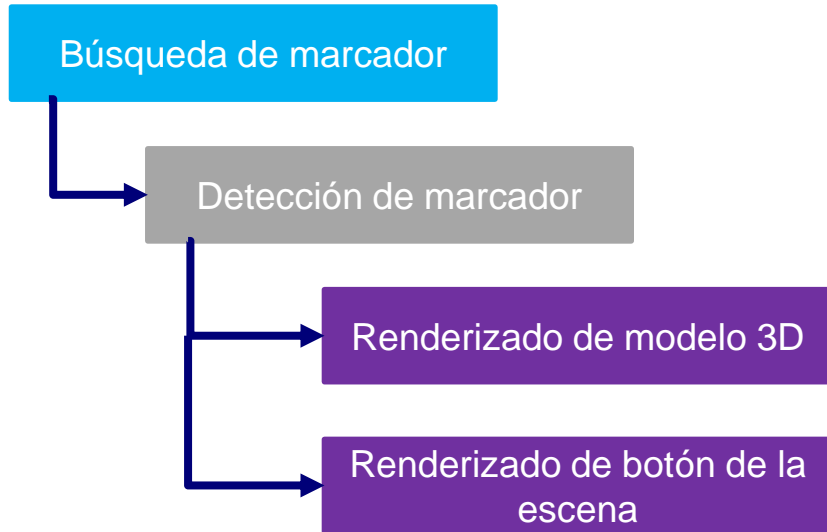 Búsqueda de marcador
Detección de marcador
Renderizado de modelo 3D
Renderizado de botón de la
escena